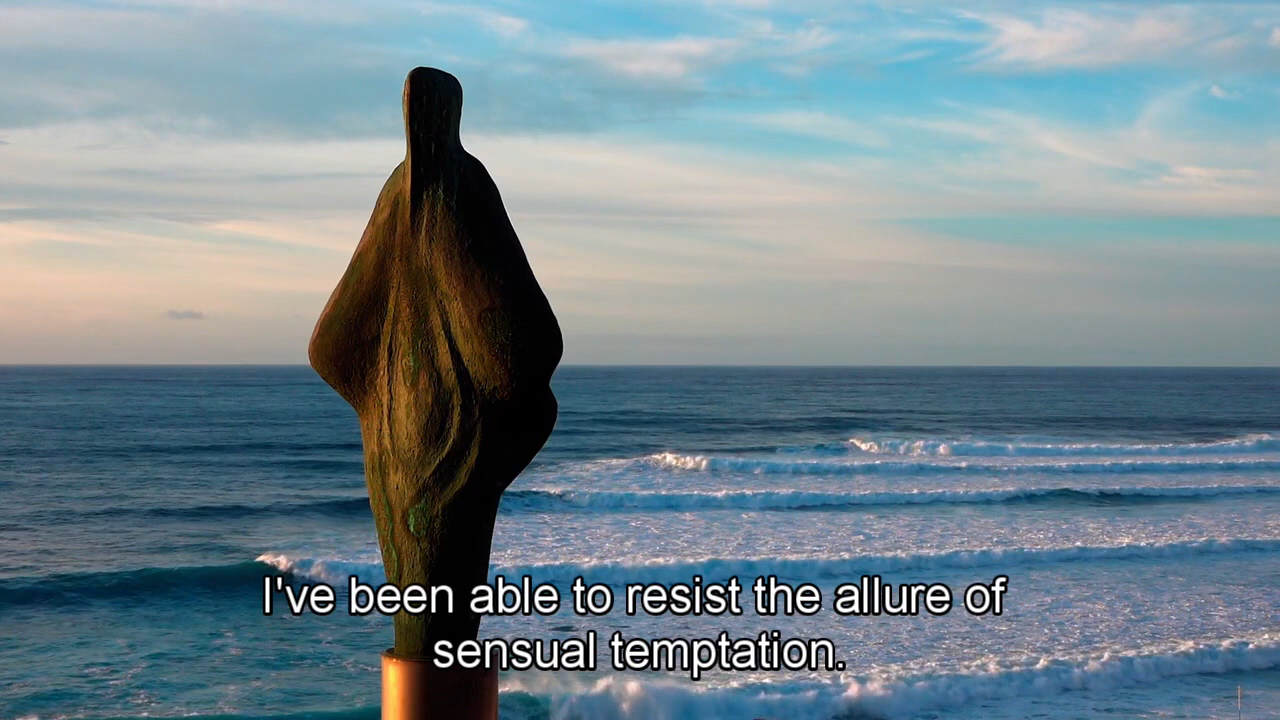 I've been able to resist the allure of
sensual temptation.